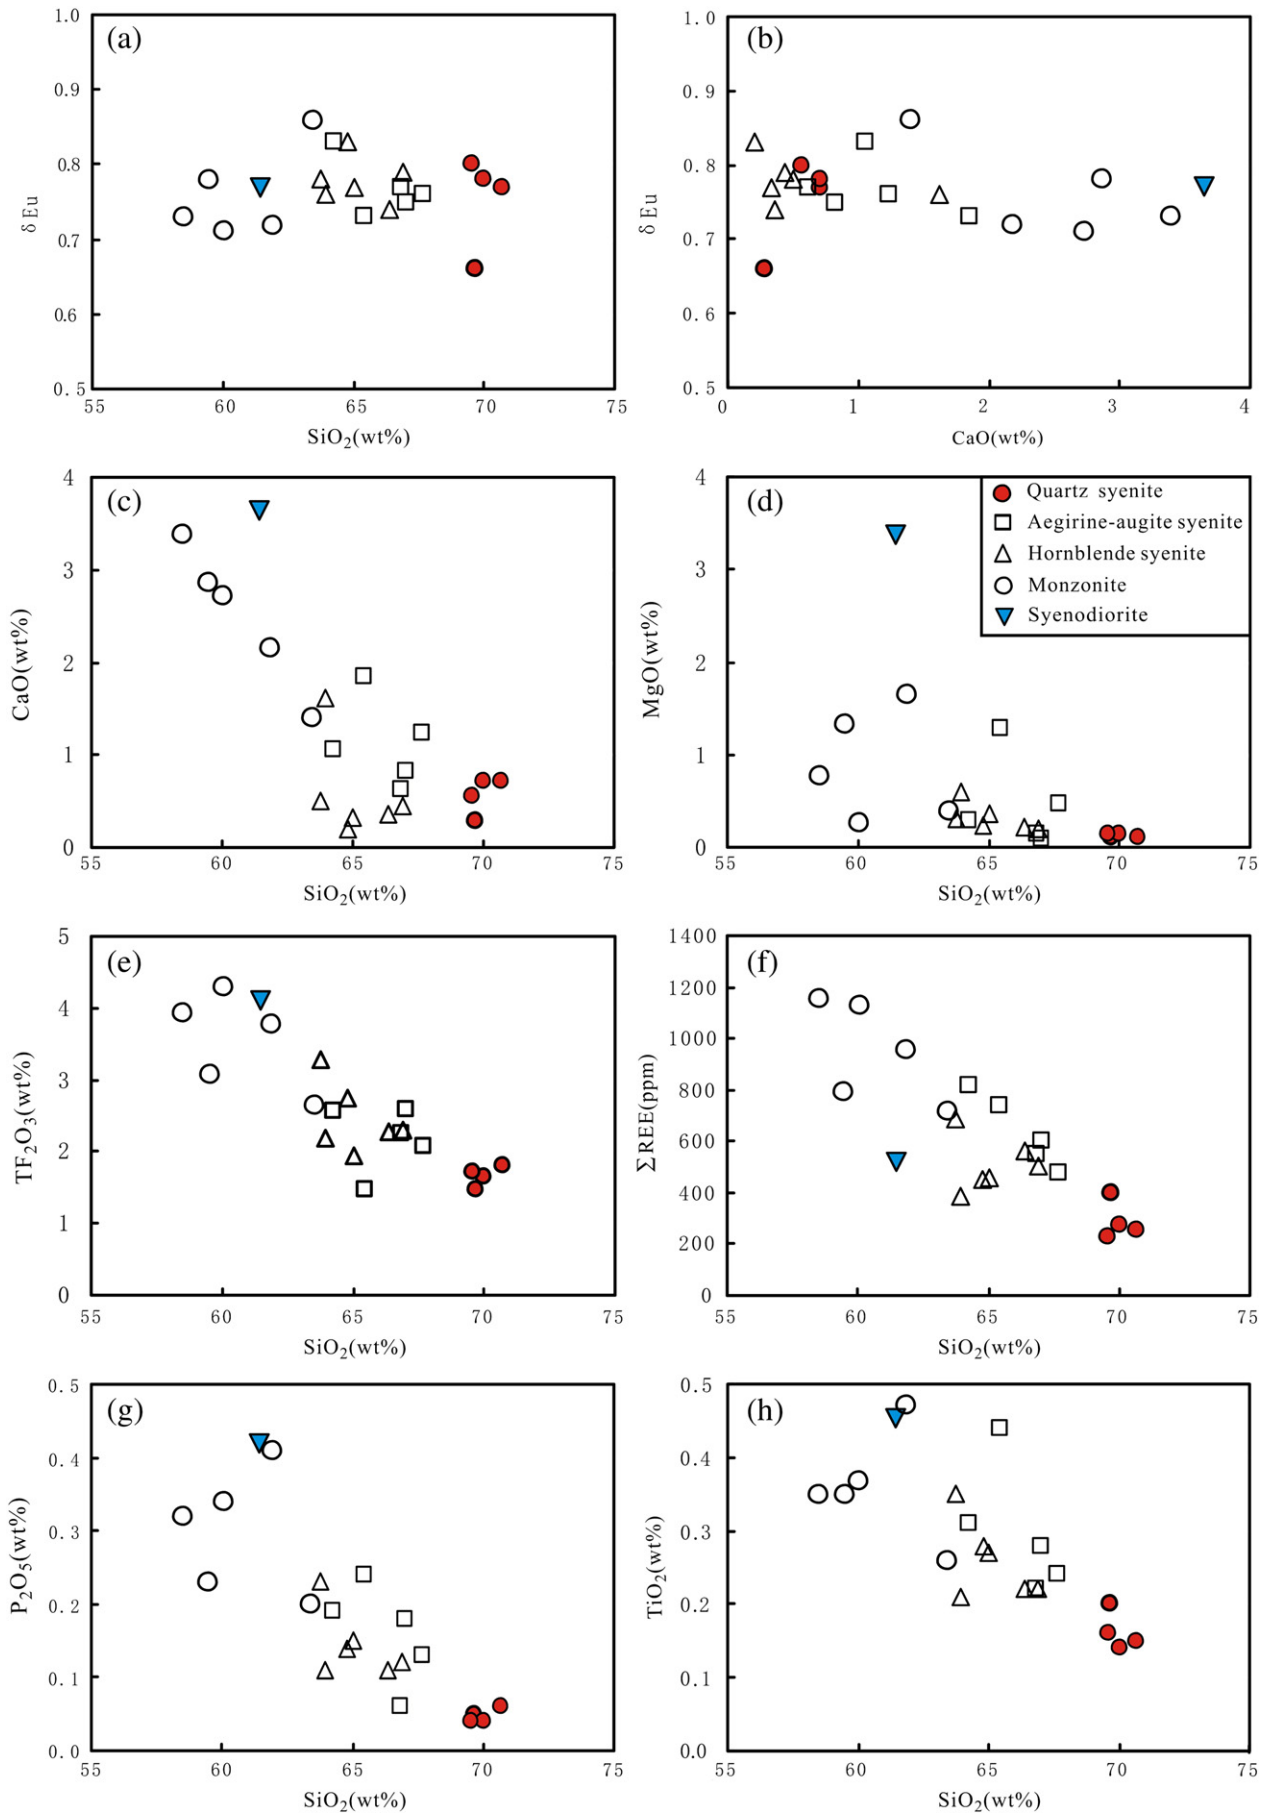 (a)
1.0
0.9
0.8
0.7
0.6
0.5
δEu
55 60 65 70 75
SiO₂(wt%)
(b)
1.0
0.9
0.8
0.7
0.6
0.5
δEu
0 1 2 3 4
CaO(wt%)
(c)
4
3
2
1
0
CaO(wt%)
55 60 65 70 75
SiO₂(wt%)
(d)
4
3
2
1
0
MgO(wt%)
Quartz syenite
Aegirine-augite syenite
Hornblende syenite
Monzonite
Syenodiorite
55 60 65 70 75
SiO₂(wt%)
(e)
5
4
3
2
1
0
TF₂O₃(wt%)
55 60 65 70 75
SiO₂(wt%)
(f)
1400
1200
1000
800
600
400
200
0
ΣREE(ppm)
55 60 65 70 75
SiO₂(wt%)
(g)
0.5
0.4
0.3
0.2
0.1
0.0
P₂O₅(wt%)
55 60 65 70 75
SiO₂(wt%)
(h)
0.5
0.4
0.3
0.2
0.1
0.0
TiO₂(wt%)
55 60 65 70 75
SiO₂(wt%)